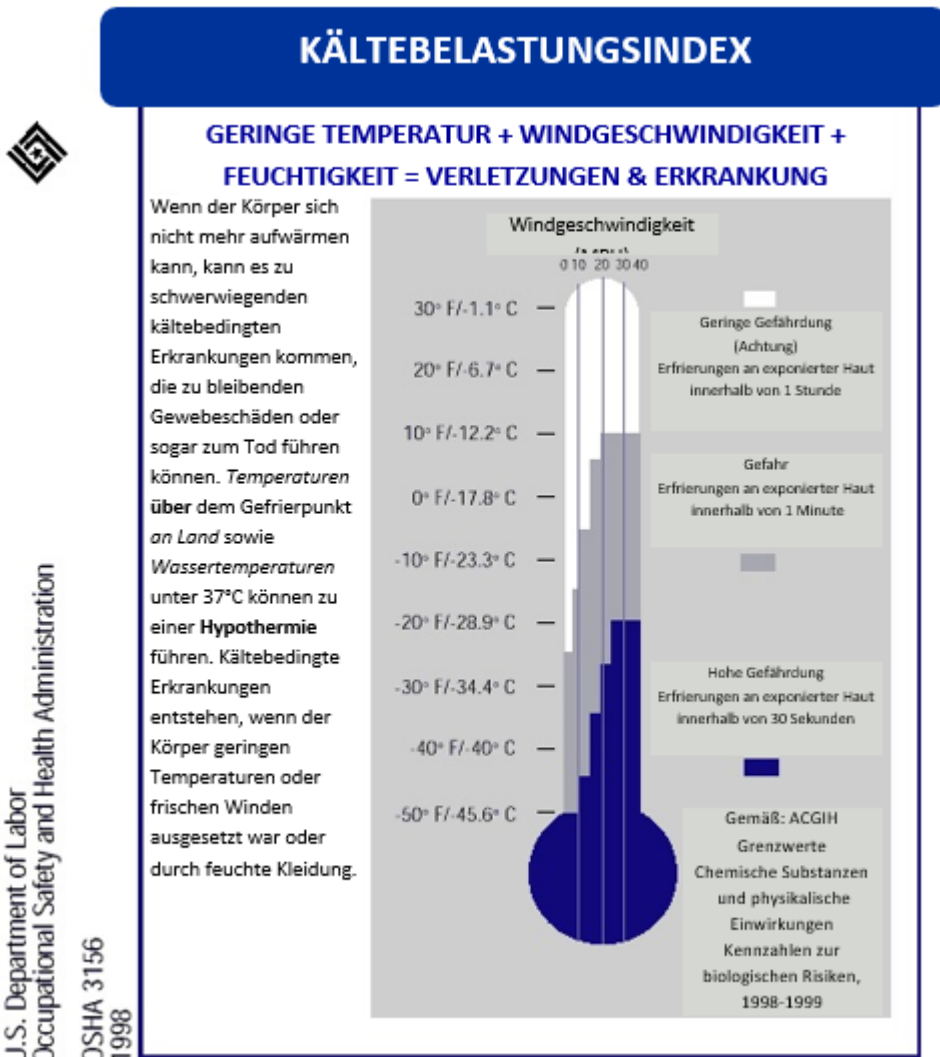 KÄLTEBELASTUNGSINDEX
GERINGE TEMPERATUR + WINDGESCHWINDIGKEIT +
FEUCHTIGKEIT = VERLETZUNGEN & ERKRANKUNG
Wenn der Körper sich
nicht mehr aufwärmen
kann, kann es zu
schwerwiegenden
kältebedingten
Erkrankungen kommen,
die zu bleibenden
Gewebeschäden oder
sogar zum Tod führen
können. Temperaturen
über dem Gefrierpunkt
an Land sowie
Wassertemperaturen
unter 37°C können zu
einer Hypothermie
führen. Kältebedingte
Erkrankungen
entstehen, wenn der
Körper geringen
Temperaturen oder
frischen Winden
ausgesetzt war oder
durch feuchte Kleidung.
Windgeschwindigkeit
0 10 20 30 40
30° F/-1.1° C
20° F/-6.7° C
10° F/-12.2° C
0° F/-17.8° C
-10° F/-23.3° C
-20° F/-28.9° C
-30° F/-34.4° C
-40° F/-40° C
-50° F/-45.6° C
Geringe Gefährdung
(Achtung)
Erfrierungen an exponierter Haut
innerhalb von 1 Stunde
Gefahr
Erfrierungen an exponierter Haut
innerhalb von 1 Minute
Hohe Gefährdung
Erfrierungen an exponierter Haut
innerhalb von 30 Sekunden
Gemäß: ACGIH
Grenzwerte
Chemische Substanzen
und physikalische
Einwirkungen
Kennzahlen zur
biologischen Risiken,
1998-1999
U.S. Department of Labor
Occupational Safety and Health Administration
OSHA 3156
1998